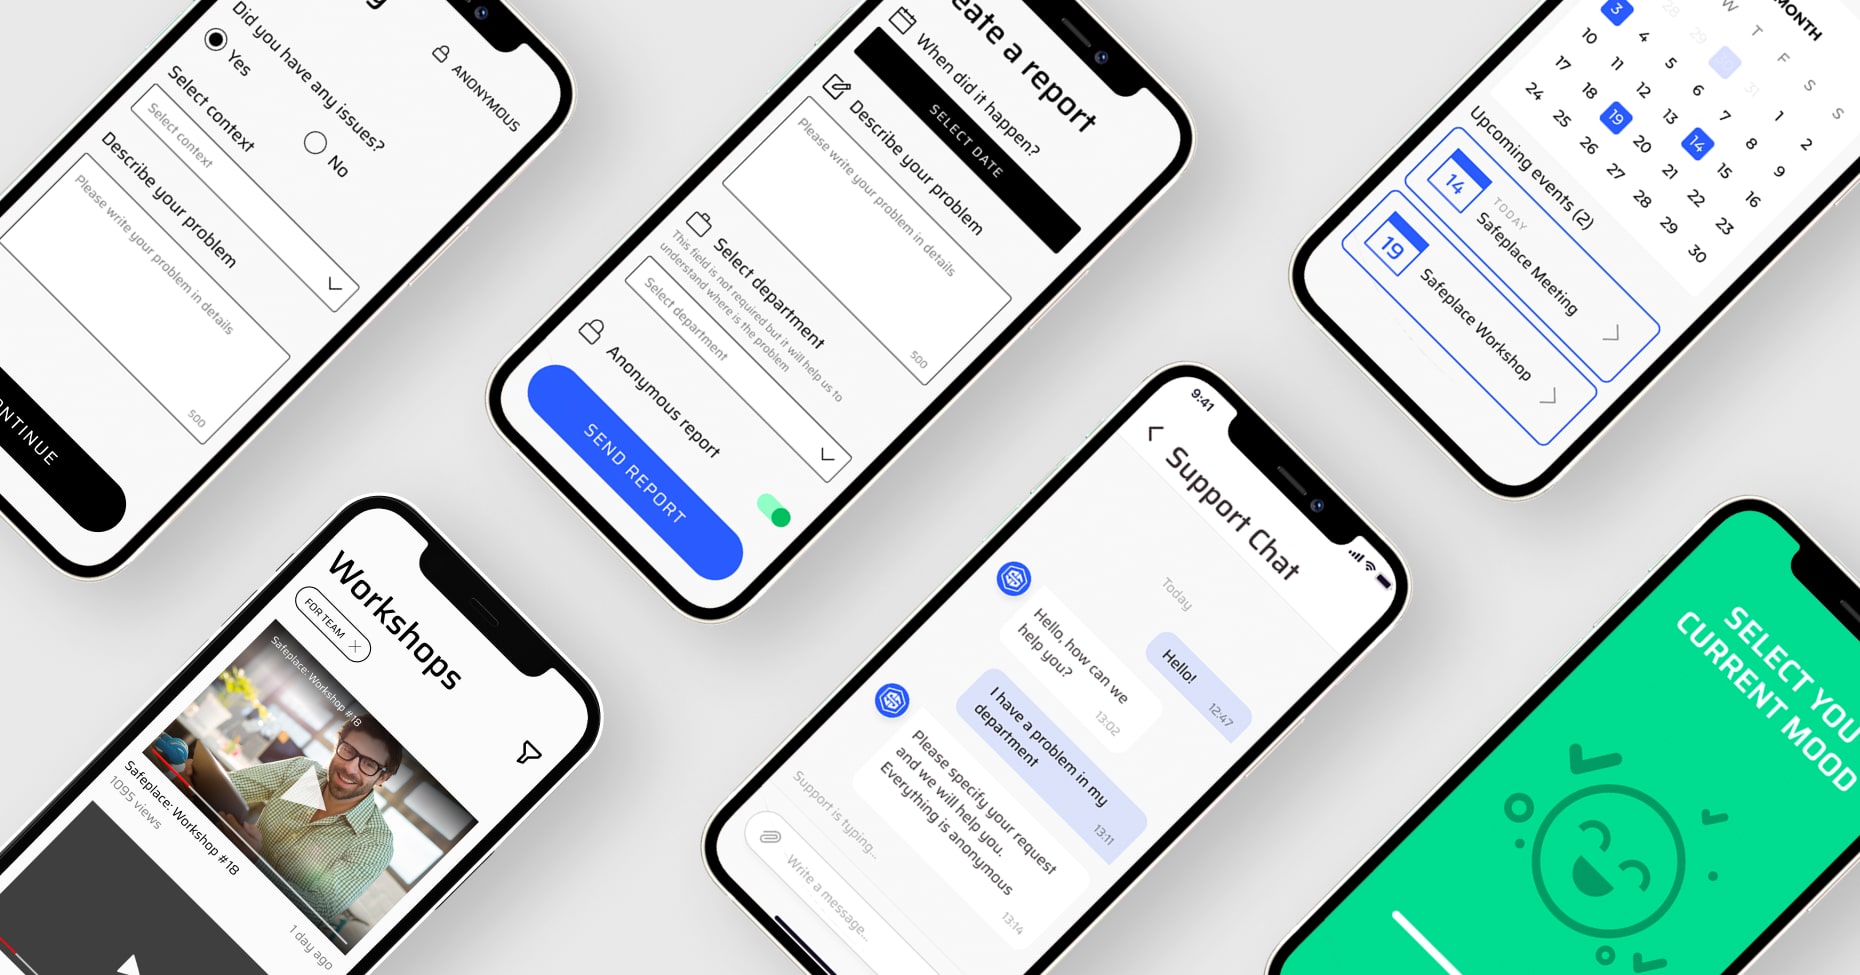 ANONYMOUS
Did you have any issues?
Yes
No
Select context
Select context
Describe your problem
Please write your problem in details
500
eate a report
When did it happen?
SELECT DATE
Describe your problem
Please write your problem in details
500
Select department
This field is not required but it will help us to
understand where is the problem
Select department
Anonymous report
SEND REPORT
MONTH
W T F S S
28 29 30 31 1 2
3 4 5 6 7 8 9
10 11 12 13 14 15 16
17 18 19 20 21 22 23
24 25 26 27 28 29 30
Upcoming events (2)
14
TODAY
Safeplace Meeting
19
Safeplace Workshop
Workshops
FOR TEAM
Safeplace: Workshop #18
Safeplace: Workshop #18
1095 views
1 day ago
9:41
Support Chat
Today
Hello!
12:47
Hello, how can we
help you?
13:02
I have a problem in my
department
13:11
Please specify your request
and we will help you.
Everything is anonymous
13:14
Support is typing...
Write a message...
SELECT YOU
CURRENT MOOD